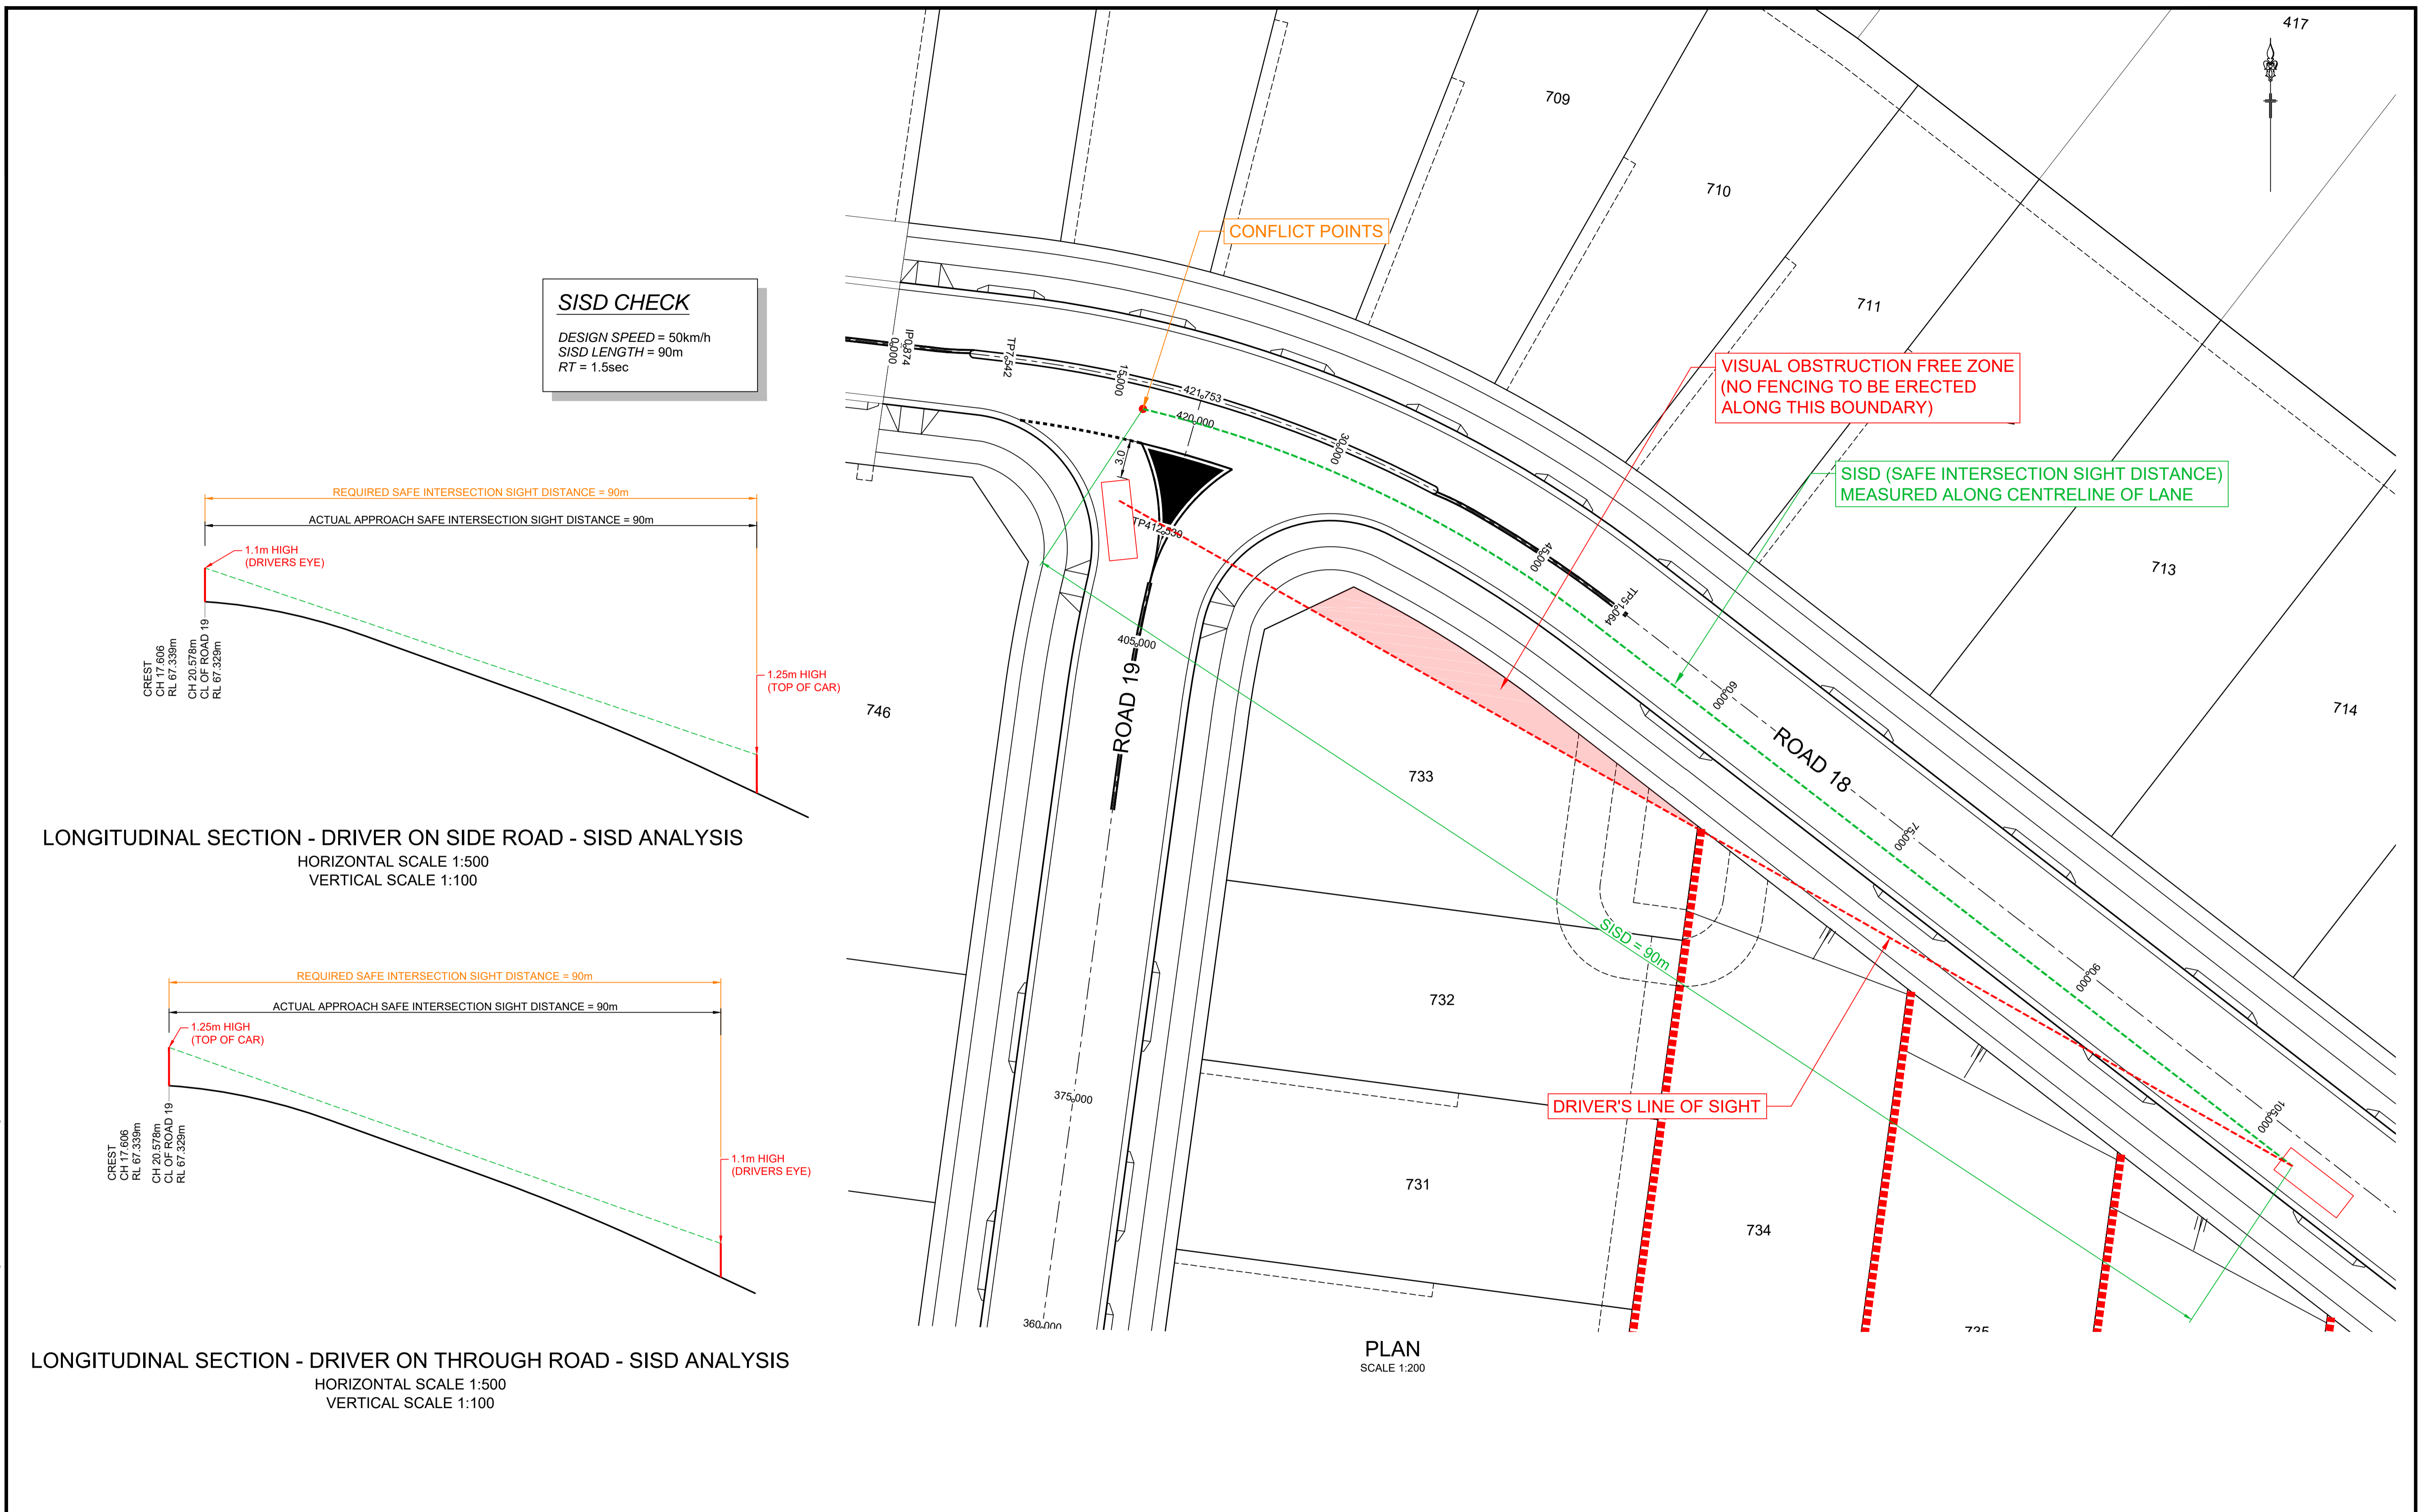 417
709
710
711
713
714
CONFLICT POINTS
SISD CHECK
DESIGN SPEED = 50km/h
SISD LENGTH = 90m
RT = 1.5sec
VISUAL OBSTRUCTION FREE ZONE
(NO FENCING TO BE ERECTED
ALONG THIS BOUNDARY)
SISD (SAFE INTERSECTION SIGHT DISTANCE)
MEASURED ALONG CENTRELINE OF LANE
IP0.874
0.000
TP7.542
15.000
421.753
420.000
30.000
3.0
TP412.539
45.000
TP51.064
405.000
60.000
ROAD 19
ROAD 18
75.000
90.000
105.000
746
733
732
731
734
735
SISD = 90m
DRIVER'S LINE OF SIGHT
375.000
360.000
PLAN
SCALE 1:200
REQUIRED SAFE INTERSECTION SIGHT DISTANCE = 90m
ACTUAL APPROACH SAFE INTERSECTION SIGHT DISTANCE = 90m
1.1m HIGH
(DRIVERS EYE)
CREST
CH 17.606
RL 67.339m
CH 20.578m
CL OF ROAD 19
RL 67.329m
1.25m HIGH
(TOP OF CAR)
LONGITUDINAL SECTION - DRIVER ON SIDE ROAD - SISD ANALYSIS
HORIZONTAL SCALE 1:500
VERTICAL SCALE 1:100
REQUIRED SAFE INTERSECTION SIGHT DISTANCE = 90m
ACTUAL APPROACH SAFE INTERSECTION SIGHT DISTANCE = 90m
1.25m HIGH
(TOP OF CAR)
CREST
CH 17.606
RL 67.339m
CH 20.578m
CL OF ROAD 19
RL 67.329m
1.1m HIGH
(DRIVERS EYE)
LONGITUDINAL SECTION - DRIVER ON THROUGH ROAD - SISD ANALYSIS
HORIZONTAL SCALE 1:500
VERTICAL SCALE 1:100